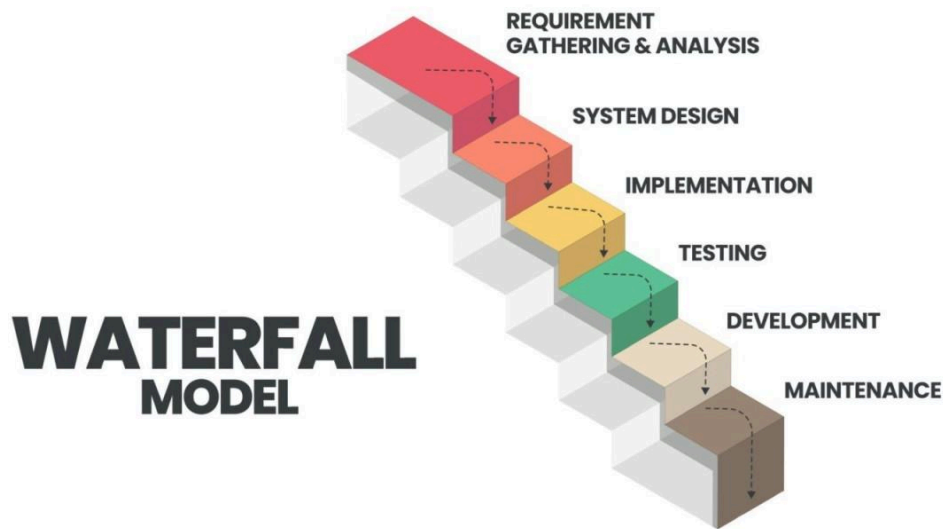 REQUIREMENT
GATHERING & ANALYSIS
SYSTEM DESIGN
IMPLEMENTATION
TESTING
DEVELOPMENT
MAINTENANCE
WATERFALL
MODEL